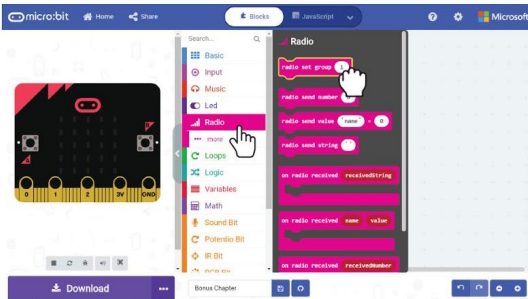 micro:bit Home Share Blocks JavaScript Microsoft
Search...
Basic
Input
Music
Led
Radio
more
Loops
Logic
Variables
Math
Sound Bit
Potentio Bit
IR Bit
Radio
radio set group 1
radio send number
radio send value "name" = 0
radio send string " "
on radio received receivedString
on radio received name value
on radio received receivedNumber
0 1 2 3V GND
Download
Bonus Chapter